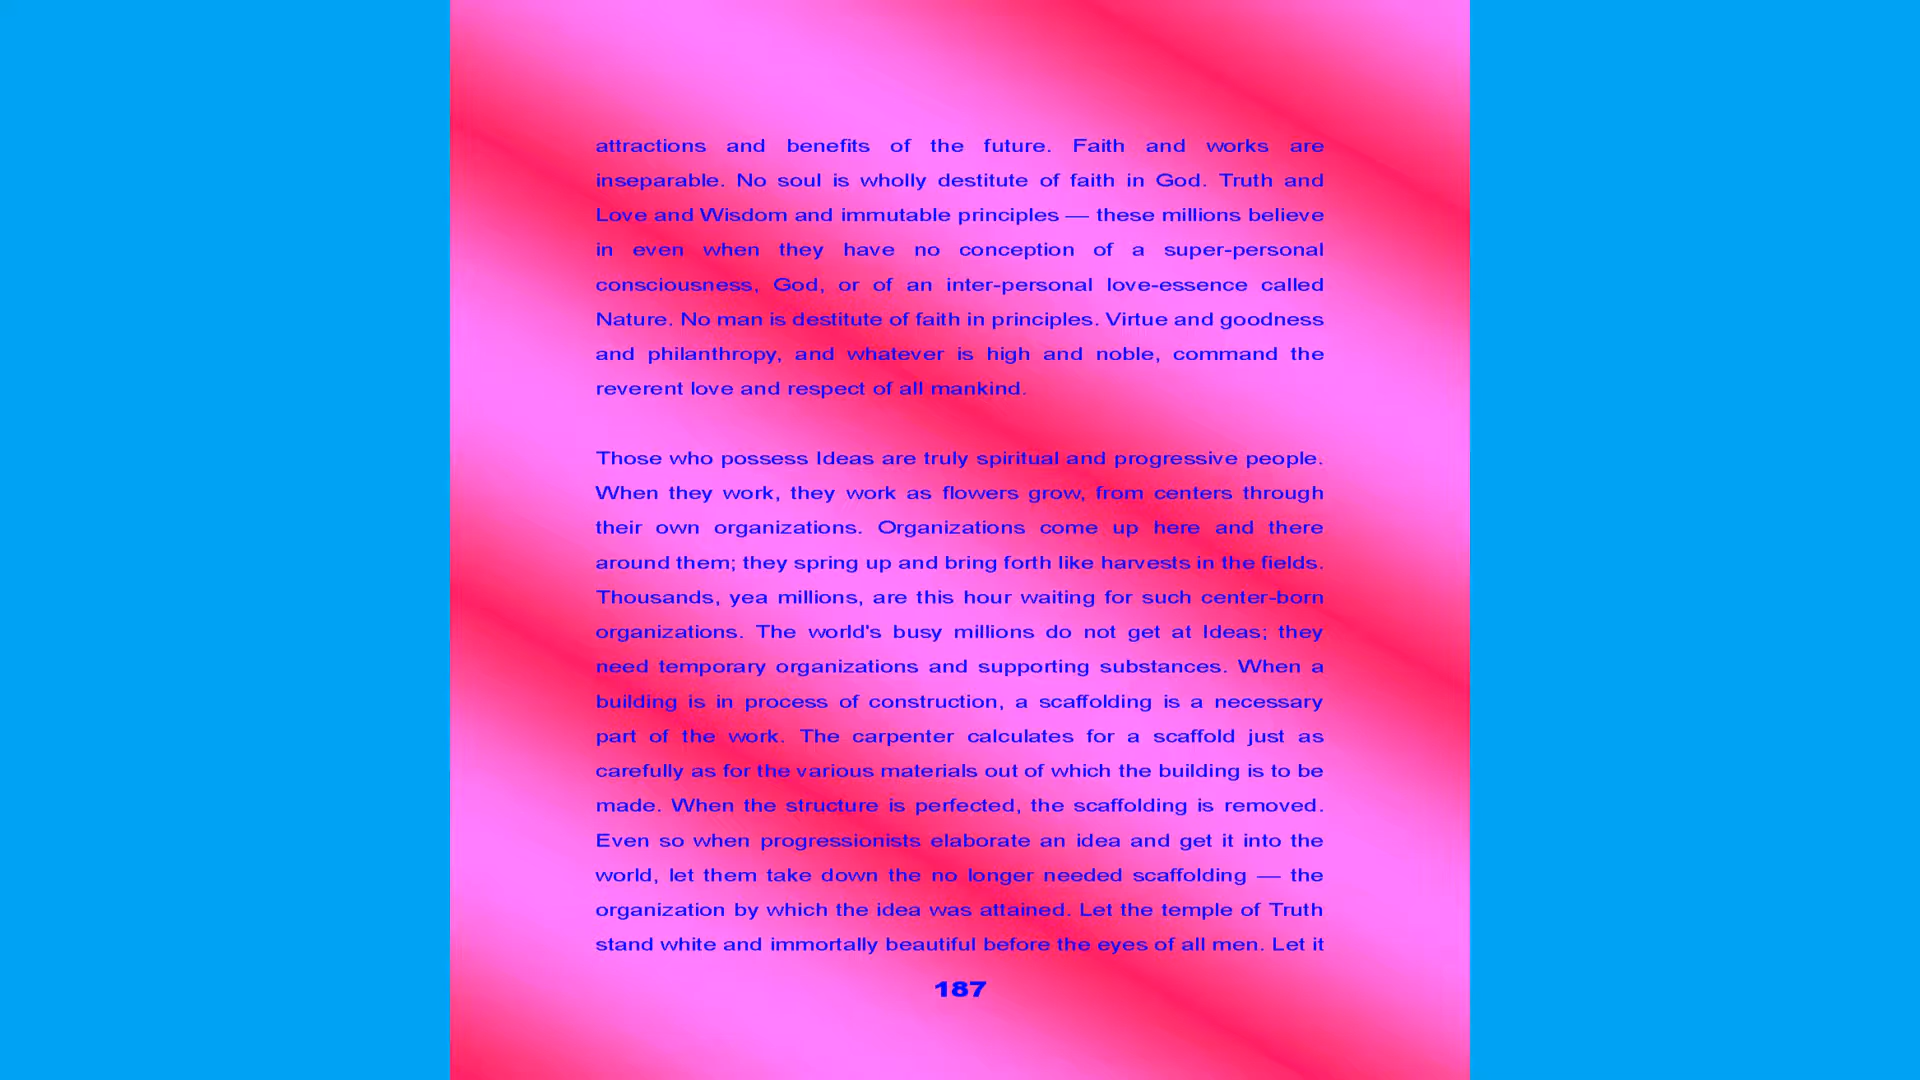 attractions and benefits of the future. Faith and works are
inseparable. No soul is wholly destitute of faith in God. Truth and
Love and Wisdom and immutable principles — these millions believe
in even when they have no conception of a super-personal
consciousness, God, or of an inter-personal love-essence called
Nature. No man is destitute of faith in principles. Virtue and goodness
and philanthropy, and whatever is high and noble, command the
reverent love and respect of all mankind.
Those who possess Ideas are truly spiritual and progressive people.
When they work, they work as flowers grow, from centers through
their own organizations. Organizations come up here and there
around them; they spring up and bring forth like harvests in the fields.
Thousands, yea millions, are this hour waiting for such center-born
organizations. The world's busy millions do not get at Ideas; they
need temporary organizations and supporting substances. When a
building is in process of construction, a scaffolding is a necessary
part of the work. The carpenter calculates for a scaffold just as
carefully as for the various materials out of which the building is to be
made. When the structure is perfected, the scaffolding is removed.
Even so when progressionists elaborate an idea and get it into the
world, let them take down the no longer needed scaffolding — the
organization by which the idea was attained. Let the temple of Truth
stand white and immortally beautiful before the eyes of all men. Let it
187